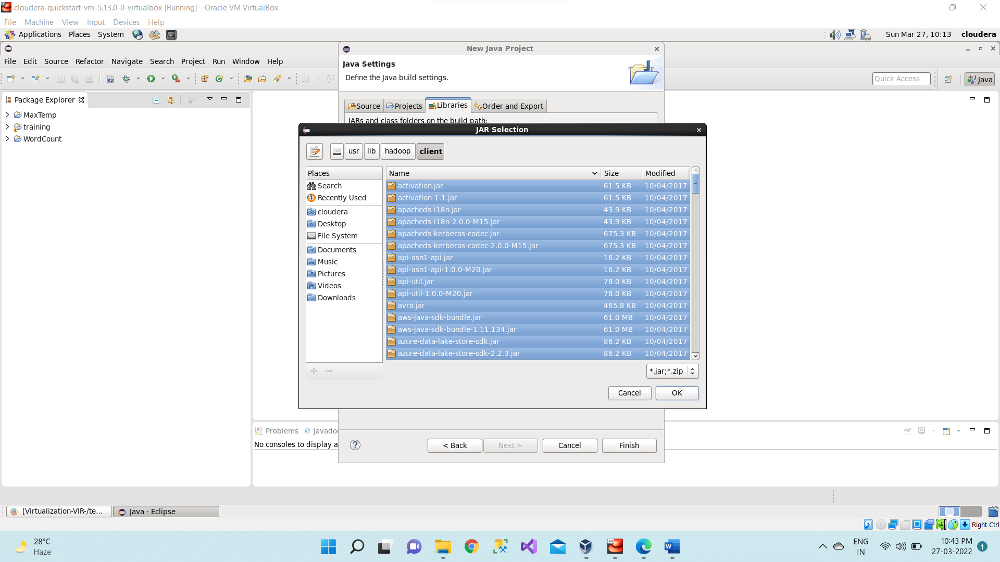 cloudera-quickstart-vm-5.13.0-0-virtualbox [Running] - Oracle VM VirtualBox
File Machine View Input Devices Help
Applications Places System
Sun Mar 27, 10:13 cloudera
New Java Project
File Edit Source Refactor Navigate Search Project Run Window Help
Java Settings
Define the Java build settings.
Quick Access
Java
Package Explorer
MaxTemp
training
WordCount
Source Projects Libraries Order and Export
JARs and class folders on the build path:
JAR Selection
usr lib hadoop client
Places
Search
Recently Used
cloudera
Desktop
File System
Documents
Music
Pictures
Videos
Downloads
Name Size Modified
activation.jar 61.5 KB 10/04/2017
activation-1.1.jar 61.5 KB 10/04/2017
apacheds-i18n.jar 43.9 KB 10/04/2017
apacheds-i18n-2.0.0-M15.jar 43.9 KB 10/04/2017
apacheds-kerberos-codec.jar 675.3 KB 10/04/2017
apacheds-kerberos-codec-2.0.0-M15.jar 675.3 KB 10/04/2017
api-asn1-api.jar 16.2 KB 10/04/2017
api-asn1-api-1.0.0-M20.jar 16.2 KB 10/04/2017
api-util.jar 78.0 KB 10/04/2017
api-util-1.0.0-M20.jar 78.0 KB 10/04/2017
avro.jar 465.8 KB 10/04/2017
aws-java-sdk-bundle.jar 61.0 MB 10/04/2017
aws-java-sdk-bundle-1.11.134.jar 61.0 MB 10/04/2017
azure-data-lake-store-sdk.jar 86.2 KB 10/04/2017
azure-data-lake-store-sdk-2.2.3.jar 86.2 KB 10/04/2017
*.jar;*.zip
Cancel OK
Problems @ Javadoc
No consoles to display a
? < Back Next > Cancel Finish
[Virtualization-VIR-/te... Java - Eclipse
Right Ctrl
28°C
Haze
64
ENG
IN
10:43 PM
27-03-2022
1